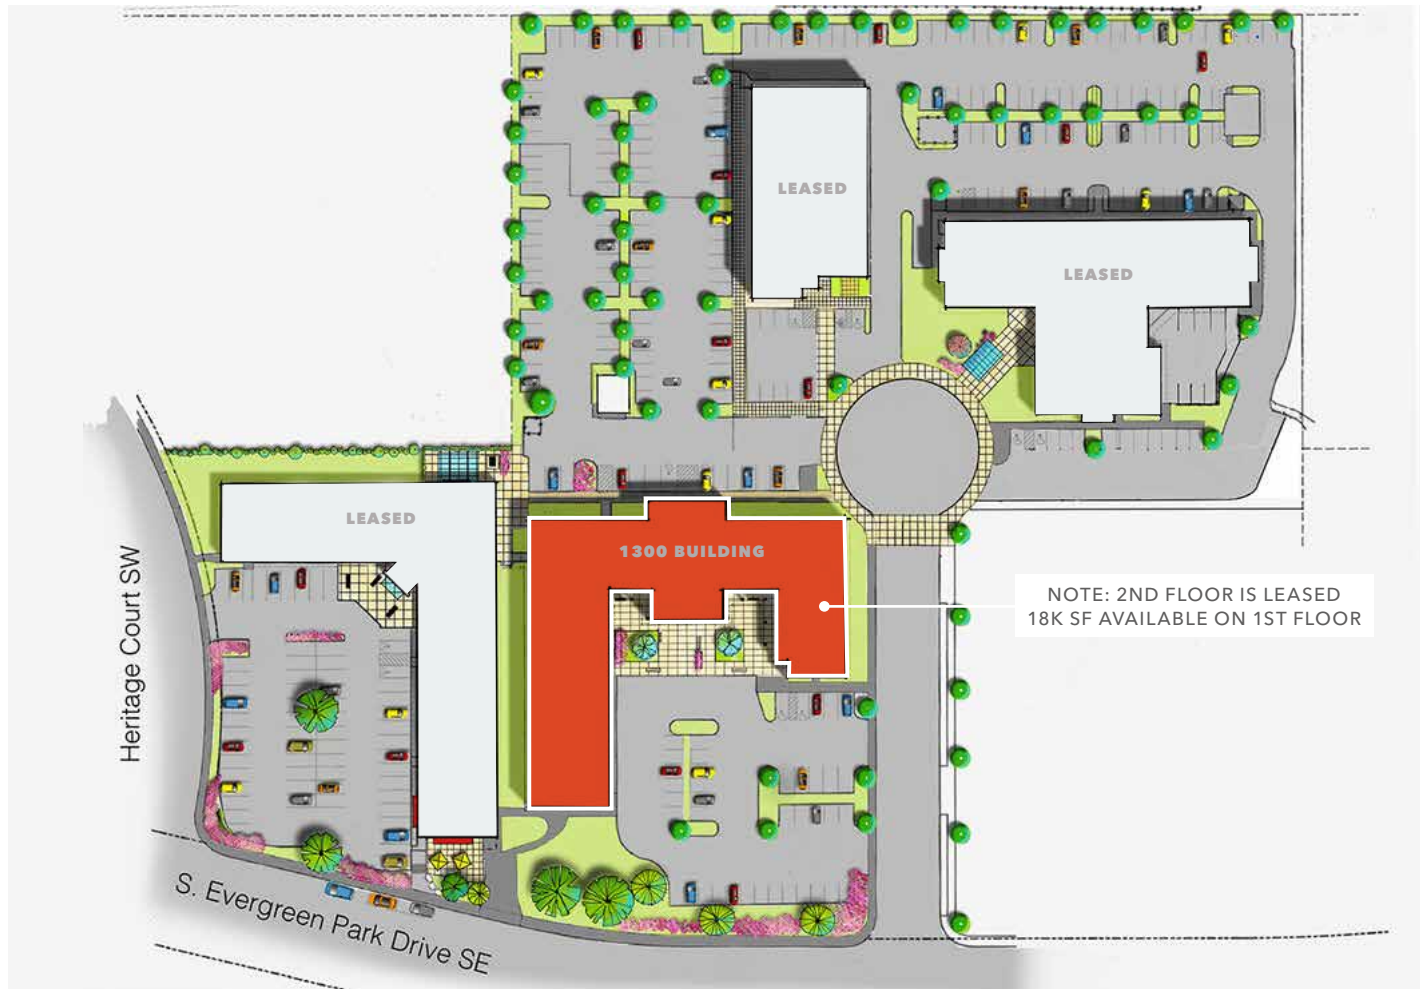 LEASED
LEASED
LEASED
1300 BUILDING
NOTE: 2ND FLOOR IS LEASED
18K SF AVAILABLE ON 1ST FLOOR
Heritage Court SW
S. Evergreen Park Drive SE